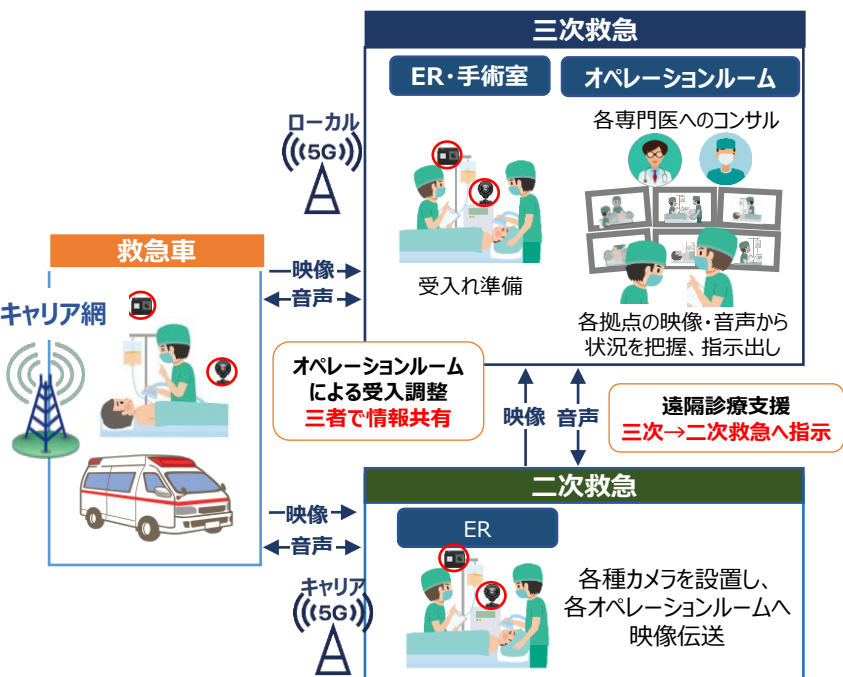 三次救急
ER・手術室
オペレーションルーム
ローカル
((5G))
各専門医へのコンサル
受入れ準備
各拠点の映像・音声から
状況を把握、指示出し
救急車
キャリア網
映像
音声
オペレーションルーム
による受入調整
三者で情報共有
映像
音声
遠隔診療支援
三次→二次救急へ指示
二次救急
ER
映像
音声
キャリア
((5G))
各種カメラを設置し、
各オペレーションルームへ
映像伝送